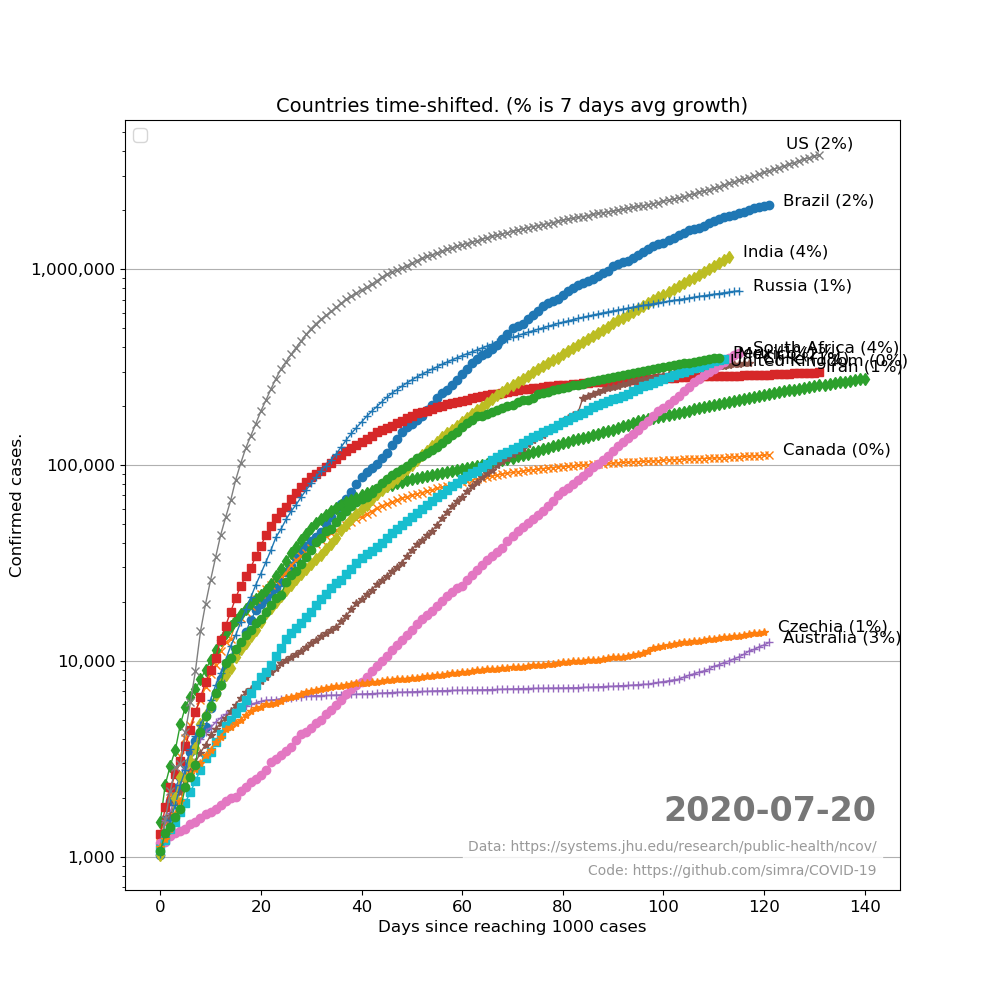 Countries time-shifted. (% is 7 days avg growth)
US (2%)
Brazil (2%)
India (4%)
Russia (1%)
South Africa (4%)
United Kingdom (0%)
Iran (1%)
Canada (0%)
Czechia (1%)
Australia (3%)
1,000,000
100,000
10,000
1,000
Confirmed cases.
2020-07-20
Data: https://systems.jhu.edu/research/public-health/ncov/
Code: https://github.com/simra/COVID-19
0 20 40 60 80 100 120 140
Days since reaching 1000 cases